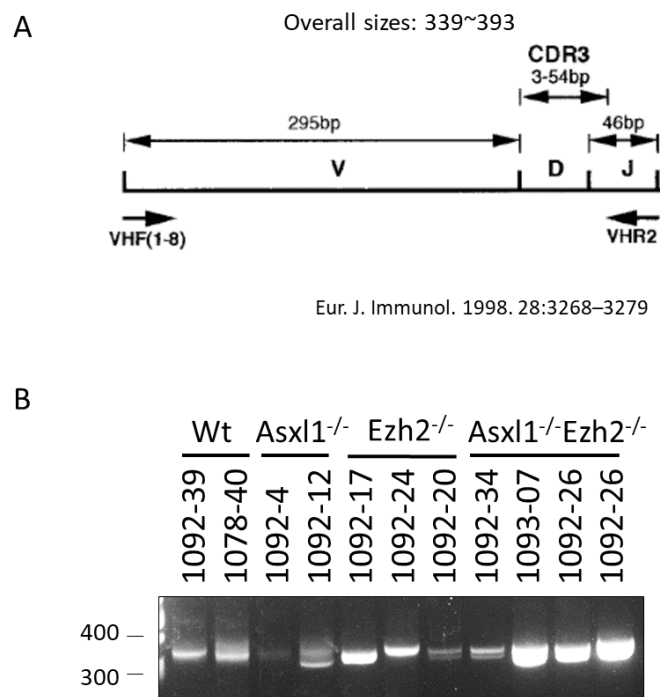 A
Overall sizes: 339~393
CDR3
3-54bp
295bp
46bp
V
D
J
VHF(1-8)
VHR2
Eur. J. Immunol. 1998. 28:3268–3279
B
Wt
Asxl1-/-
Ezh2-/-
Asxl1-/-Ezh2-/-
1092-39
1078-40
1092-4
1092-12
1092-17
1092-24
1092-20
1092-34
1093-07
1092-26
1092-26
400
300